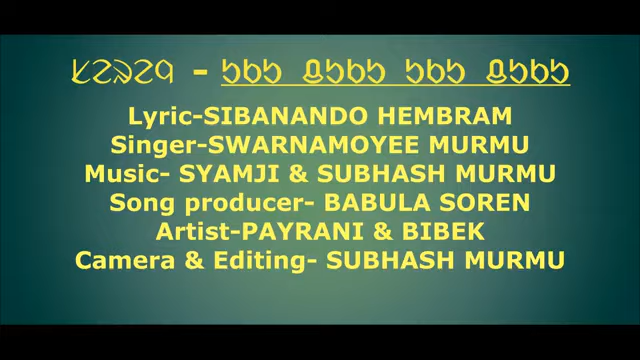 ᱥᱮᱨᱮᱧ -
Lyric-SIBANANDO HEMBRAM
Singer-SWARNAMOYEE MURMU
Music- SYAMJI & SUBHASH MURMU
Song producer- BABULA SOREN
Artist-PAYRANI & BIBEK
Camera & Editing- SUBHASH MURMU